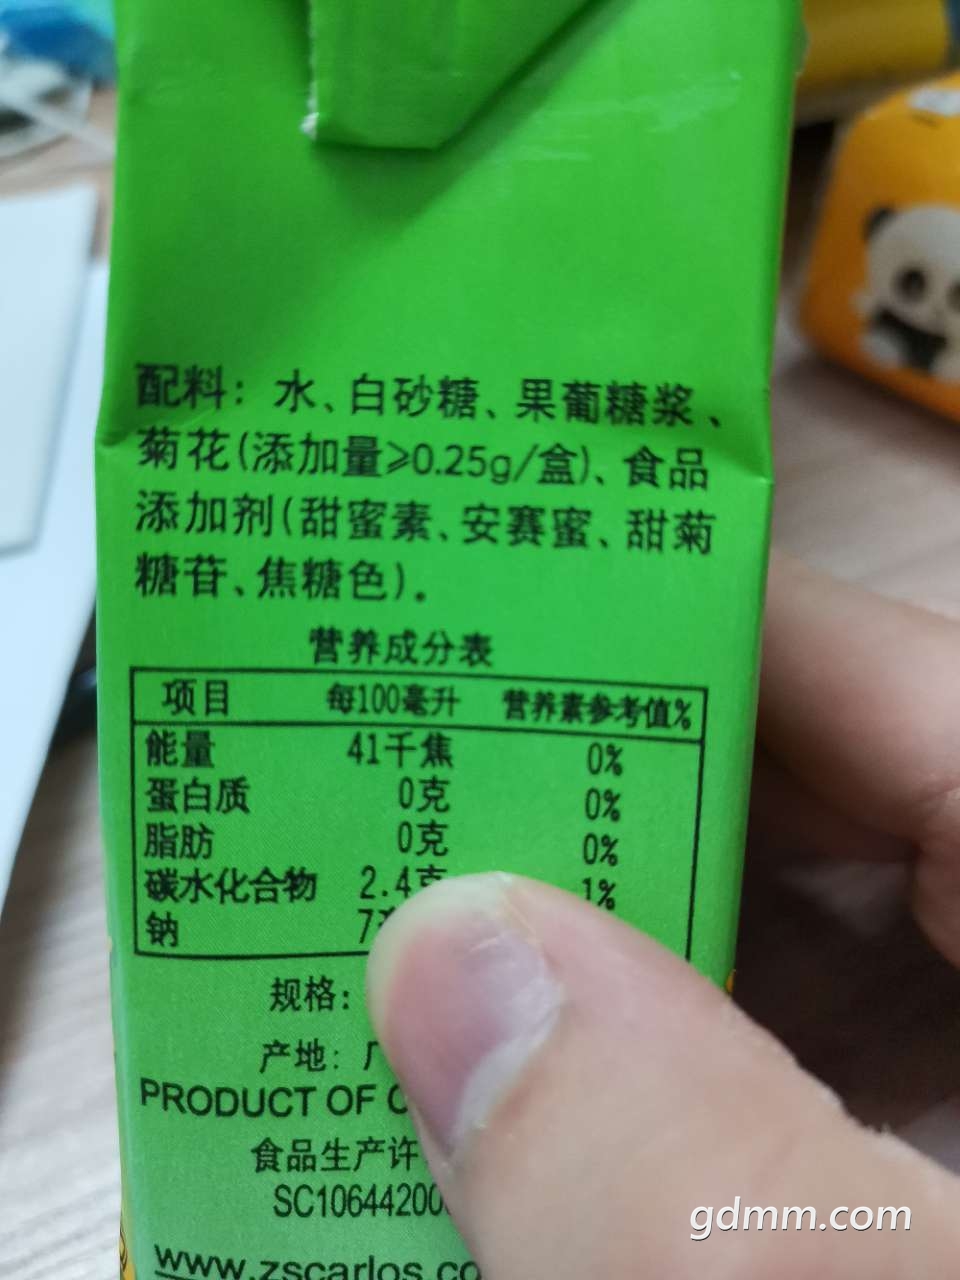 配料：水、白砂糖、果葡糖浆、
菊花(添加量≥0.25g/盒)、食品
添加剂(甜蜜素、安赛蜜、甜菊
糖苷、焦糖色)。
营养成分表
项目 每100毫升 营养素参考值%
能量 41千焦 0%
蛋白质 0克 0%
脂肪 0克 0%
碳水化合物 2.4克 1%
钠 7
规格：
产地：
PRODUCT OF
食品生产许
SC10644200
www.zscarlos.co
gdmm.com